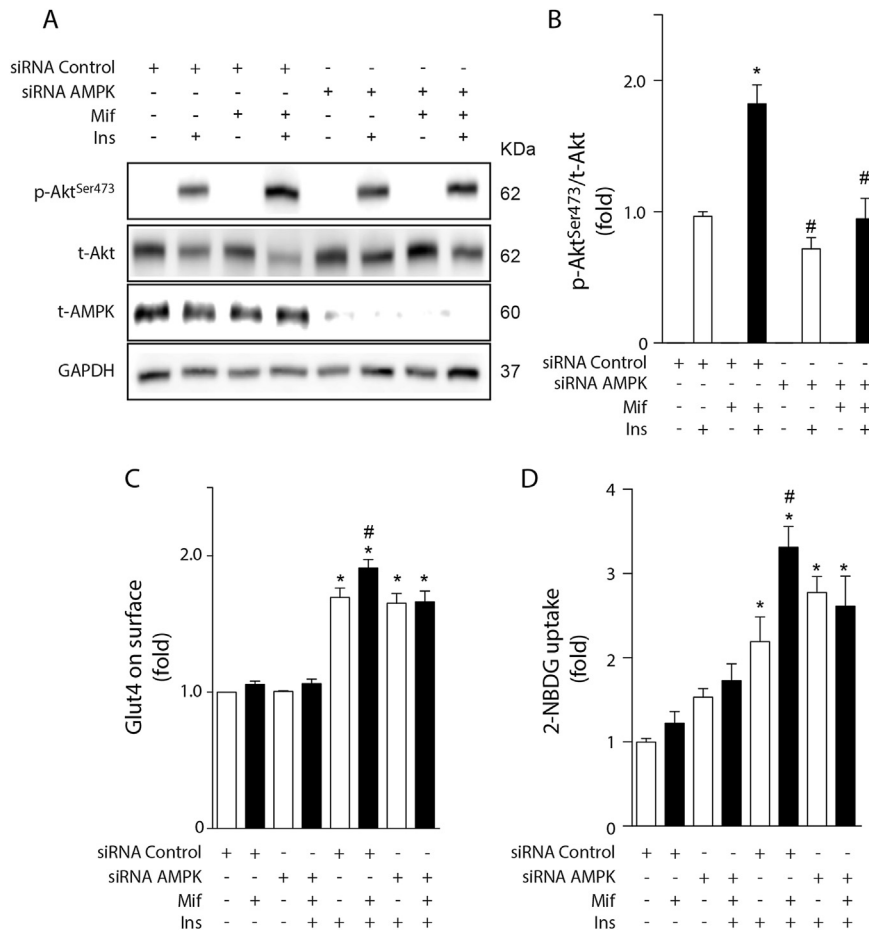 A
siRNA Control + + + + - - - -
siRNA AMPK - - - - + + + +
Mif - - + + - - + +
Ins - + - + - + - +
KDa
p-AktSer473 62
t-Akt 62
t-AMPK 60
GAPDH 37
B
p-AktSer473/t-Akt
(fold)
2.0
1.0
0
*
#
#
siRNA Control + + + + - - - -
siRNA AMPK - - - - + + + +
Mif - - + + - - + +
Ins - + - + - + - +
C
Glut4 on surface
(fold)
2.0
1.0
0
*
#
*
*
*
siRNA Control + + - - + + - -
siRNA AMPK - - + + - - + +
Mif - + - + - + - +
Ins - - - + + + + +
D
2-NBDG uptake
(fold)
4
3
2
1
0
*
#
*
*
*
siRNA Control + + - - + + - -
siRNA AMPK - - + + - - + +
Mif - + - + - + - +
Ins - - - + + + + +